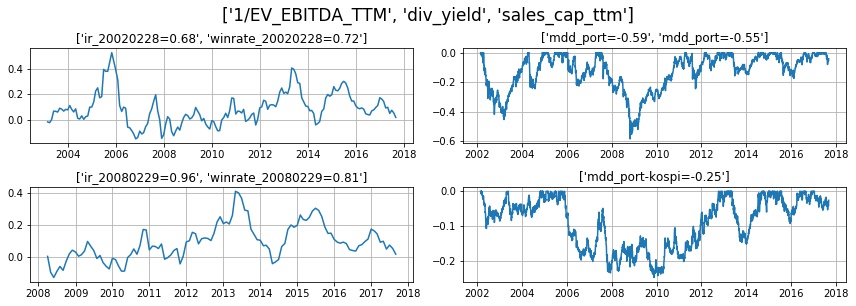 ['1/EV_EBITDA_TTM', 'div_yield', 'sales_cap_ttm']
['ir_20020228=0.68', 'winrate_20020228=0.72']
0.4
0.2
0.0
2004 2006 2008 2010 2012 2014 2016 2018
['mdd_port=-0.59', 'mdd_port=-0.55']
0.0
−0.2
−0.4
−0.6
2002 2004 2006 2008 2010 2012 2014 2016 2018
['ir_20080229=0.96', 'winrate_20080229=0.81']
0.4
0.2
0.0
2008 2009 2010 2011 2012 2013 2014 2015 2016 2017 2018
['mdd_port-kospi=-0.25']
0.0
−0.1
−0.2
2002 2004 2006 2008 2010 2012 2014 2016 2018